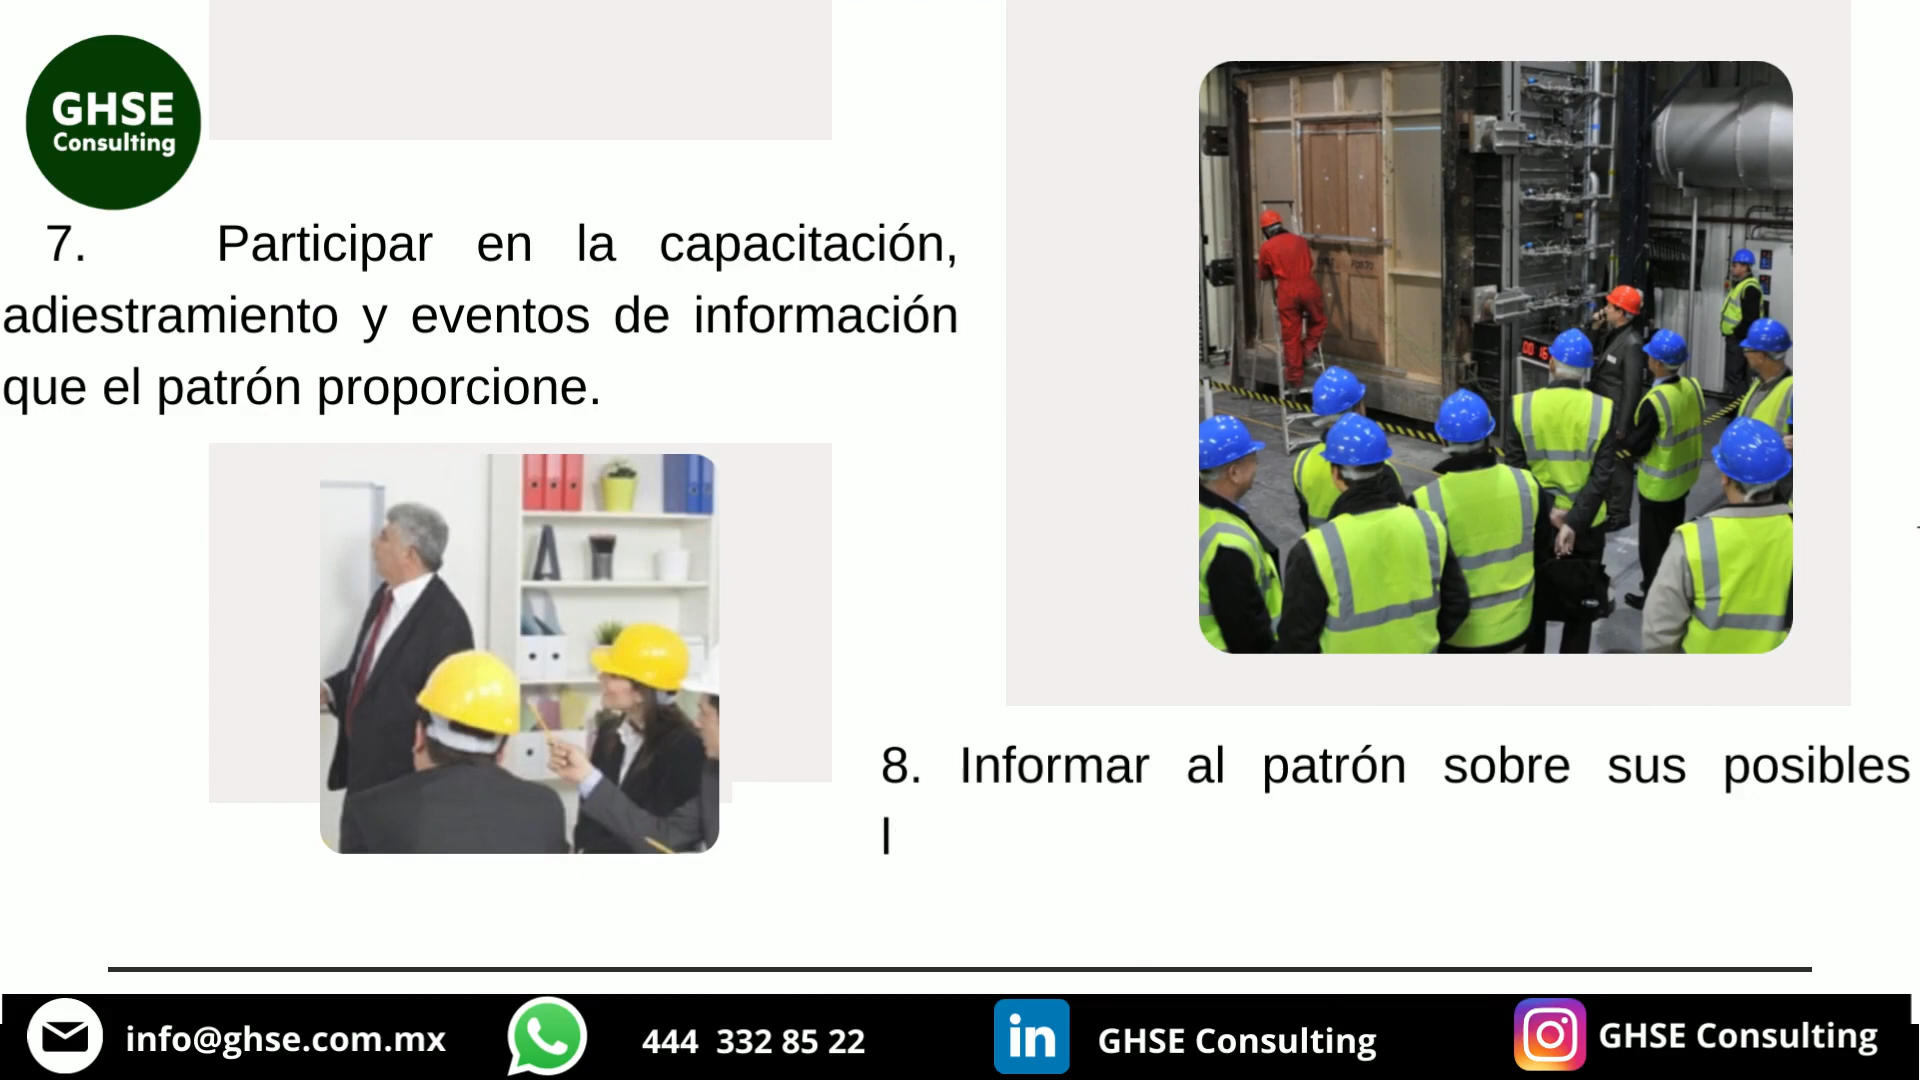 GHSE
Consulting
7. Participar en la capacitación,
adiestramiento y eventos de información
que el patrón proporcione.
8. Informar al patrón sobre sus posibles
l
info@ghse.com.mx
444 332 85 22
in
GHSE Consulting
GHSE Consulting